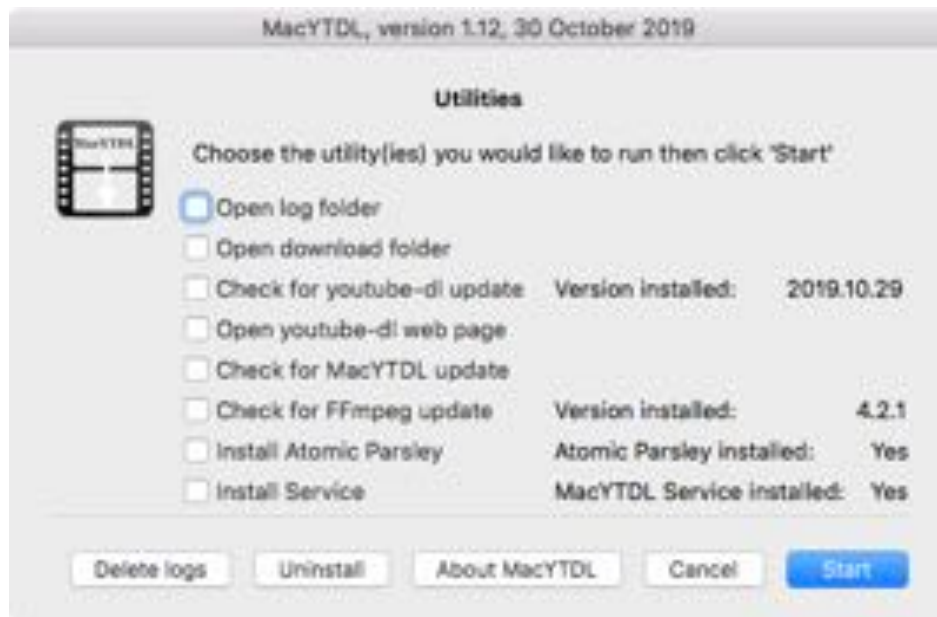 MacYTDL, version 1.12, 30 October 2019
Utilities
MacYTDL
Choose the utility(ies) you would like to run then click 'Start'
Open log folder
Open download folder
Check for youtube-dl update Version installed: 2019.10.29
Open youtube-dl web page
Check for MacYTDL update
Check for FFmpeg update Version installed: 4.2.1
Install Atomic Parsley Atomic Parsley installed: Yes
Install Service MacYTDL Service installed: Yes
Delete logs Uninstall About MacYTDL Cancel Start